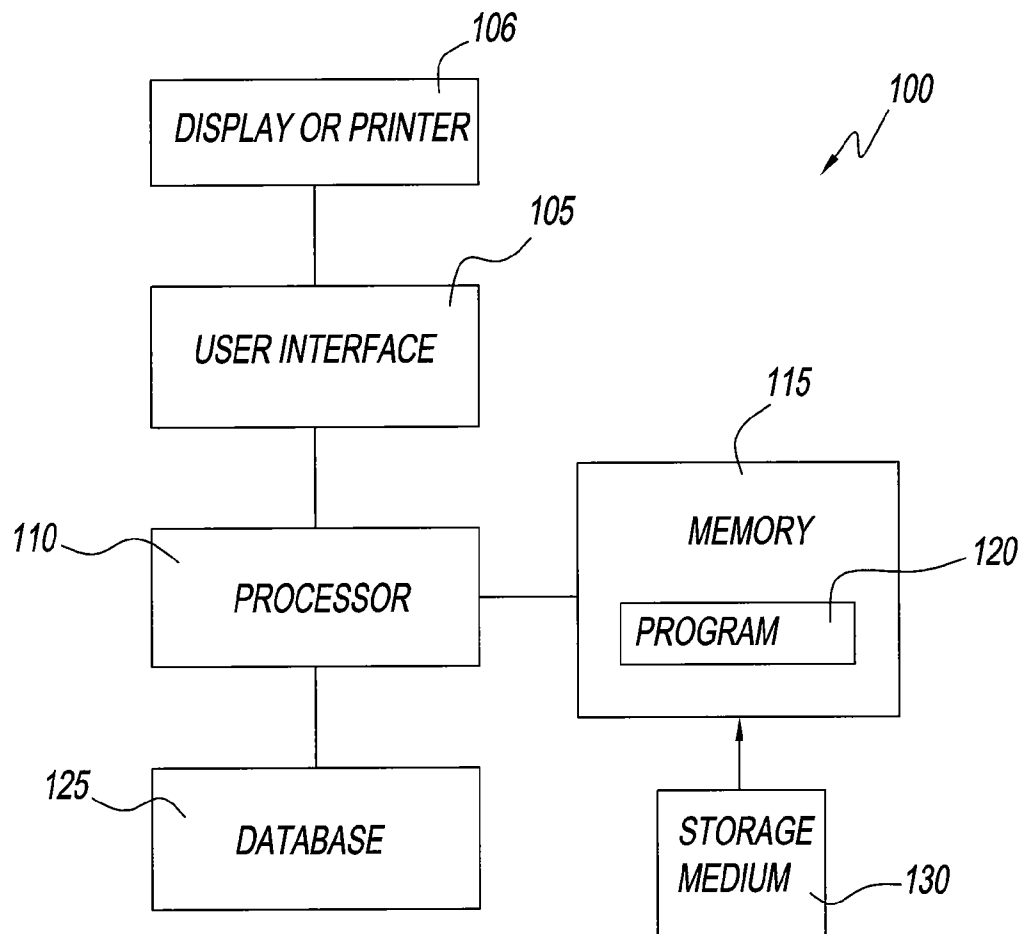 106
DISPLAY OR PRINTER
100
105
USER INTERFACE
115
MEMORY
110
PROCESSOR
120
PROGRAM
125
DATABASE
STORAGE
MEDIUM
130